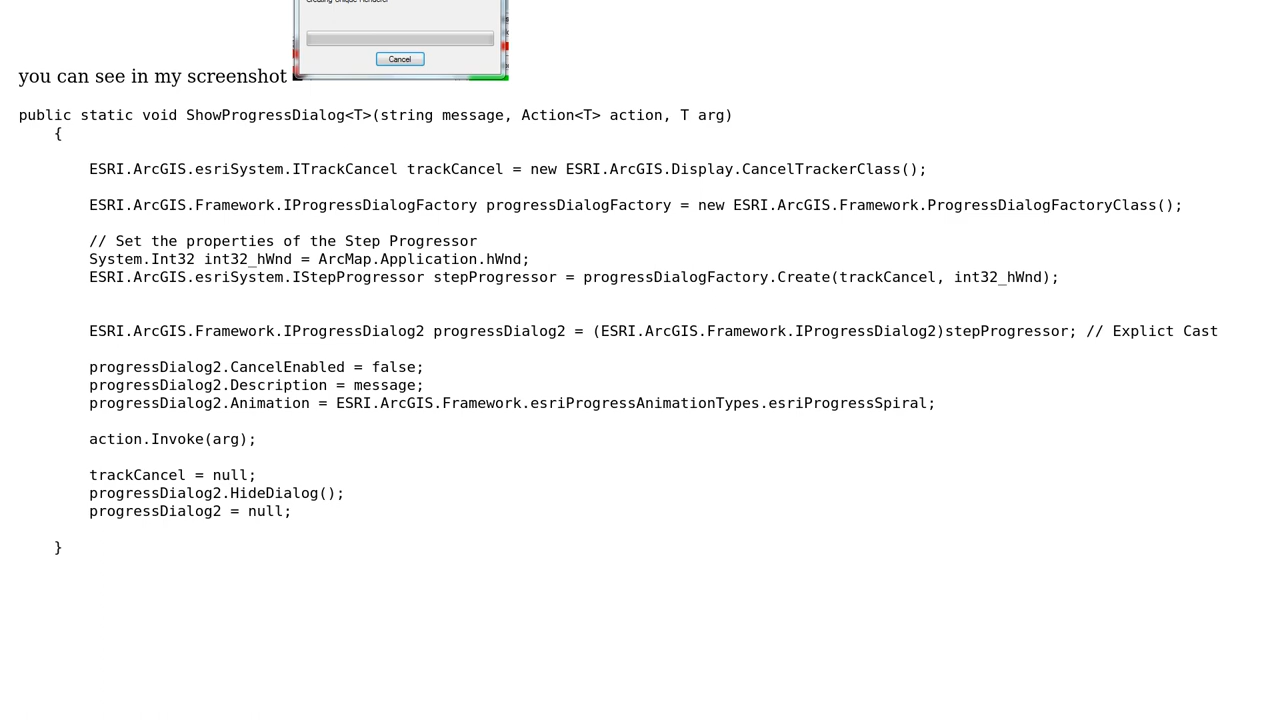 Creating Unique Renderer
Cancel
you can see in my screenshot
public static void ShowProgressDialog<T>(string message, Action<T> action, T arg)
{
ESRI.ArcGIS.esriSystem.ITrackCancel trackCancel = new ESRI.ArcGIS.Display.CancelTrackerClass();
ESRI.ArcGIS.Framework.IProgressDialogFactory progressDialogFactory = new ESRI.ArcGIS.Framework.ProgressDialogFactoryClass();
// Set the properties of the Step Progressor
System.Int32 int32_hWnd = ArcMap.Application.hWnd;
ESRI.ArcGIS.esriSystem.IStepProgressor stepProgressor = progressDialogFactory.Create(trackCancel, int32_hWnd);
ESRI.ArcGIS.Framework.IProgressDialog2 progressDialog2 = (ESRI.ArcGIS.Framework.IProgressDialog2)stepProgressor; // Explict Cast
progressDialog2.CancelEnabled = false;
progressDialog2.Description = message;
progressDialog2.Animation = ESRI.ArcGIS.Framework.esriProgressAnimationTypes.esriProgressSpiral;
action.Invoke(arg);
trackCancel = null;
progressDialog2.HideDialog();
progressDialog2 = null;
}